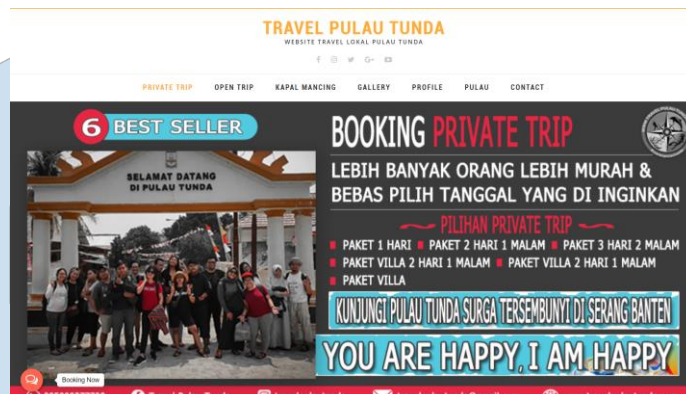 TRAVEL PULAU TUNDA
WEBSITE TRAVEL LOKAL PULAU TUNDA
PRIVATE TRIP OPEN TRIP KAPAL MANCING GALLERY PROFILE PULAU CONTACT
6 BEST SELLER
SELAMAT DATANG
DI PULAU TUNDA
BOOKING PRIVATE TRIP
LEBIH BANYAK ORANG LEBIH MURAH &
BEBAS PILIH TANGGAL YANG DI INGINKAN
PILIHAN PRIVATE TRIP
PAKET 1 HARI PAKET 2 HARI 1 MALAM PAKET 3 HARI 2 MALAM
PAKET VILLA 2 HARI 1 MALAM PAKET VILLA 2 HARI 1 MALAM
PAKET VILLA
KUNJUNGI PULAU TUNDA SURGA TERSEMBUNYI DI SERANG BANTEN
YOU ARE HAPPY, I AM HAPPY
Booking Now